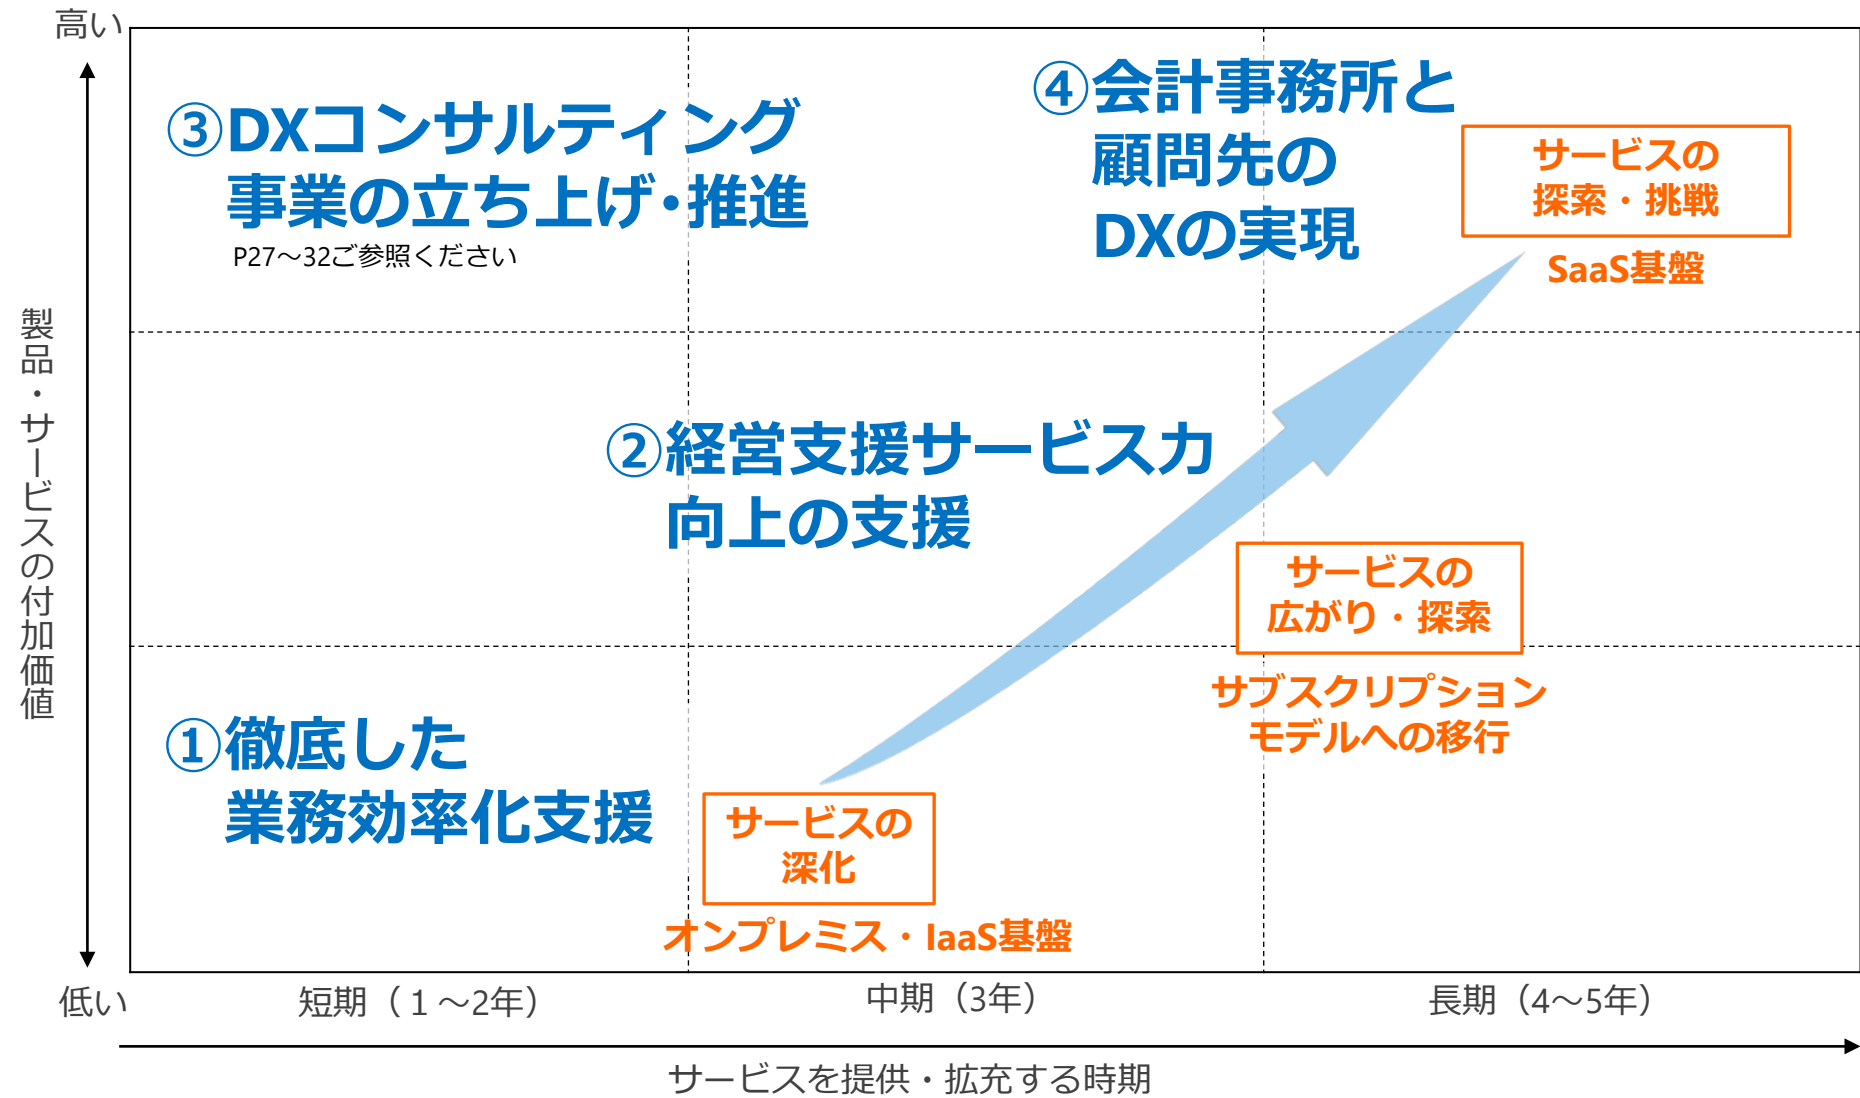 高い
③DXコンサルティング
事業の立ち上げ・推進
P27～32ご参照ください
④会計事務所と
顧問先の
DXの実現
サービスの
探索・挑戦
SaaS基盤
製品・サービスの付加価値
②経営支援サービス力
向上の支援
サービスの
広がり・探索
サブスクリプション
モデルへの移行
①徹底した
業務効率化支援
サービスの
深化
オンプレミス・IaaS基盤
低い
短期（１～2年）
中期（3年）
長期（4～5年）
サービスを提供・拡充する時期